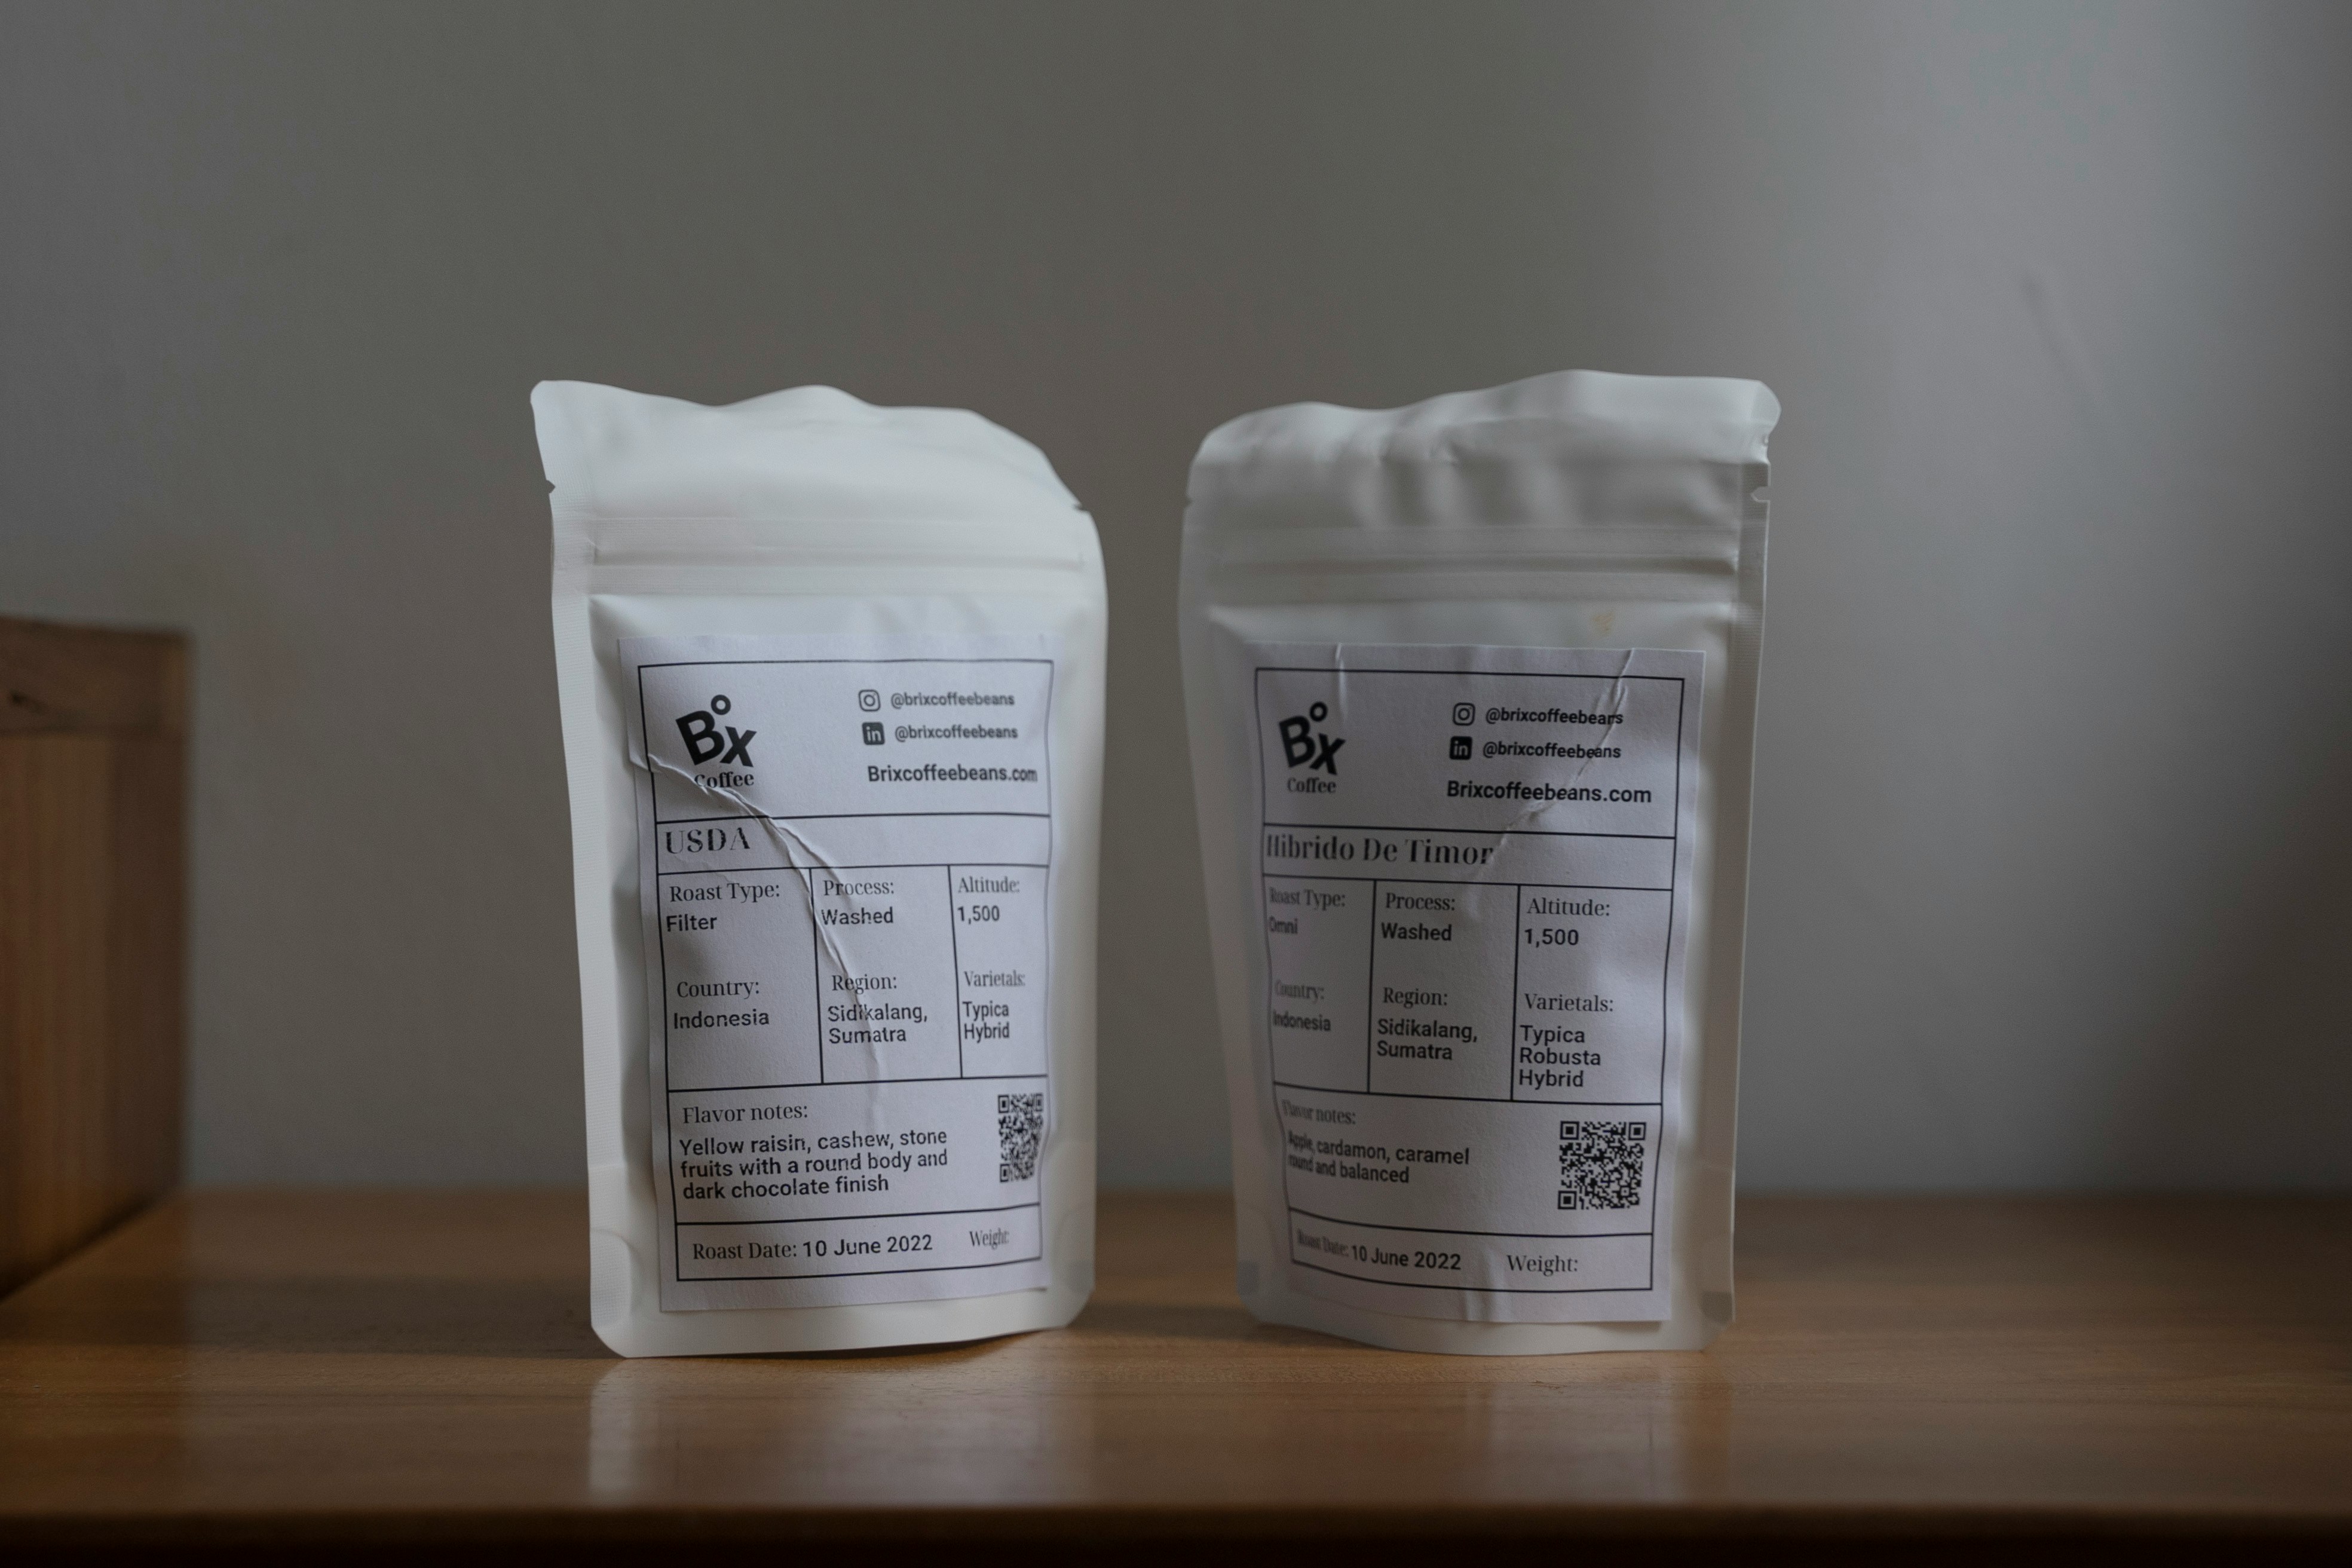 B°x
Coffee
@brixcoffeebeans
in @brixcoffeebeans
Brixcoffeebeans.com
USDA
Roast Type:
Filter
Process:
Washed
Altitude:
1,500
Country:
Indonesia
Region:
Sidikalang,
Sumatra
Varietals:
Typica
Hybrid
Flavor notes:
Yellow raisin, cashew, stone
fruits with a round body and
dark chocolate finish
Roast Date: 10 June 2022
Weight:
B°x
Coffee
@brixcoffeebeans
in @brixcoffeebeans
Brixcoffeebeans.com
Hibrido De Timor
Roast Type:
Omni
Process:
Washed
Altitude:
1,500
Country:
Indonesia
Region:
Sidikalang,
Sumatra
Varietals:
Typica
Robusta
Hybrid
Flavor notes:
Apple, cardamon, caramel
round and balanced
Roast Date: 10 June 2022
Weight: